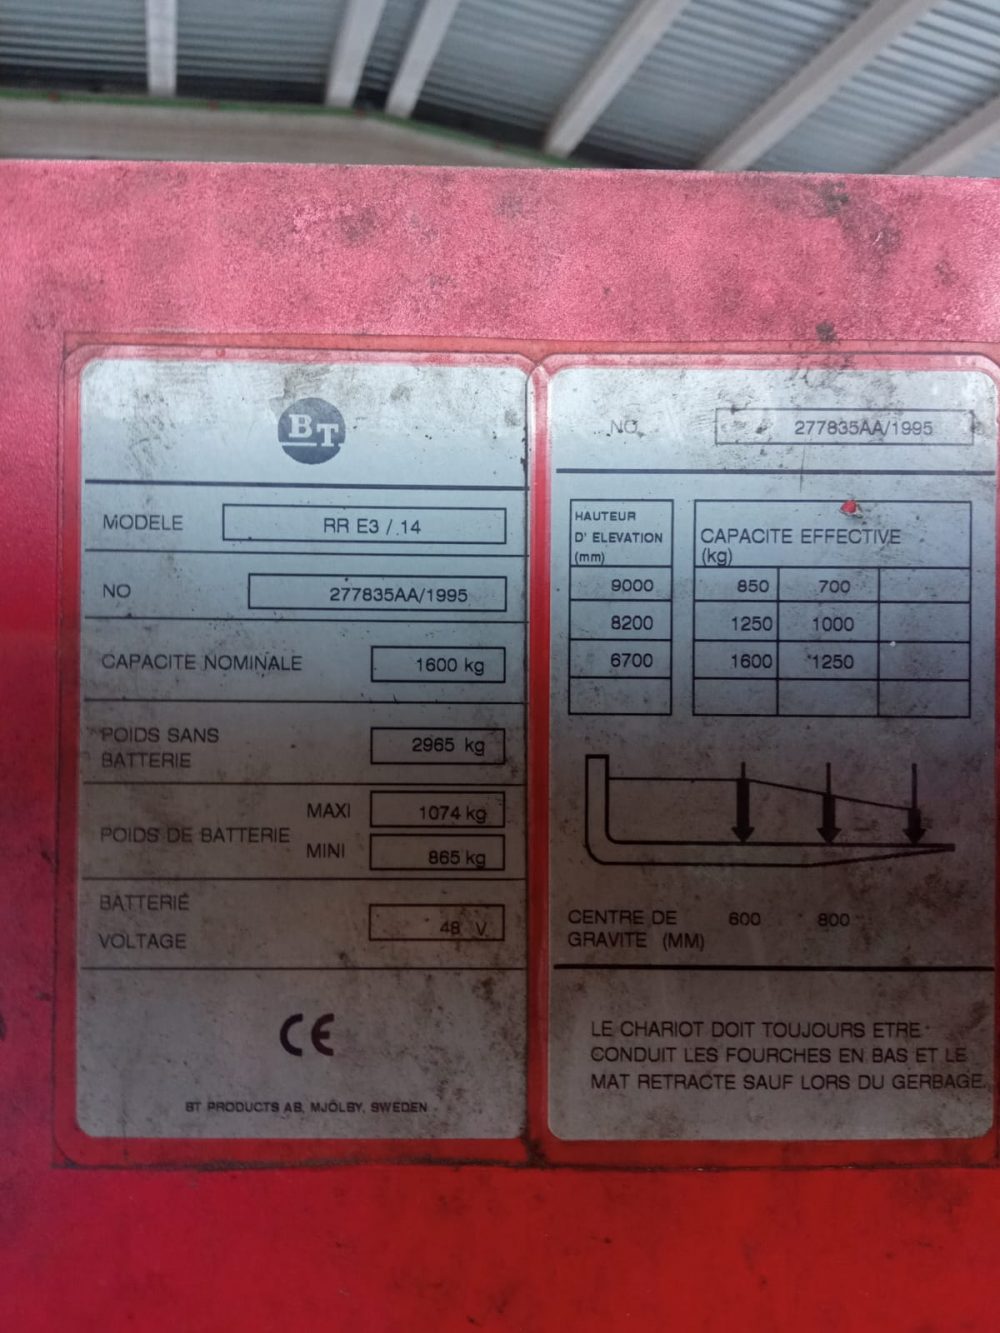 BT
MODELE RR E3 / 14
NO 277835AA/1995
CAPACITE NOMINALE 1600 kg
POIDS SANS
BATTERIE 2965 kg
POIDS DE BATTERIE
MAXI 1074 kg
MINI 865 kg
BATTERIE
VOLTAGE 48 V
CE
BT PRODUCTS AB, MJÖLBY, SWEDEN
NO 277835AA/1995
HAUTEUR
D' ELEVATION
(mm)
CAPACITE EFFECTIVE
(kg)
9000 850 700
8200 1250 1000
6700 1600 1250
CENTRE DE
GRAVITE (MM) 600 800
LE CHARIOT DOIT TOUJOURS ETRE
CONDUIT LES FOURCHES EN BAS ET LE
MAT RETRACTE SAUF LORS DU GERBAGE.